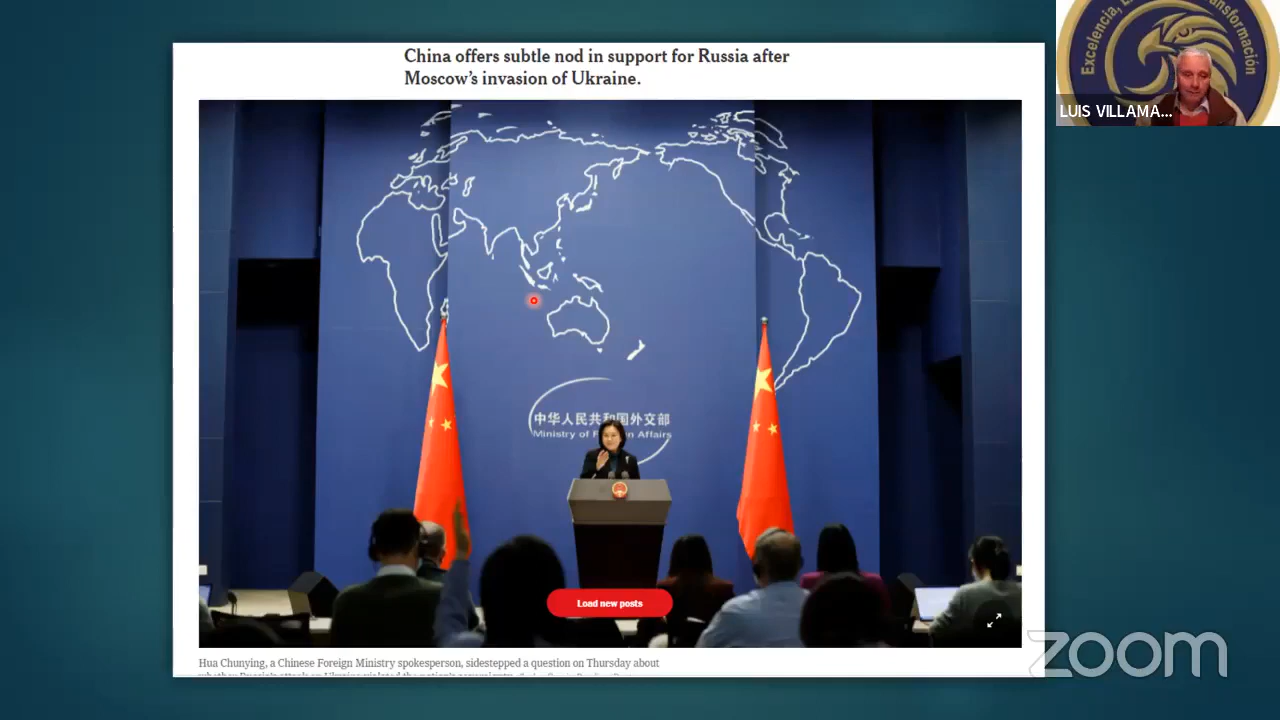 China offers subtle nod in support for Russia after
Moscow's invasion of Ukraine.
Excelencia,
Transformación
LUIS VILLAMA...
中华人民共和国外交部
Ministry of Foreign Affairs
Load new posts
zoom
Hua Chunying, a Chinese Foreign Ministry spokesperson, sidestepped a question on Thursday about